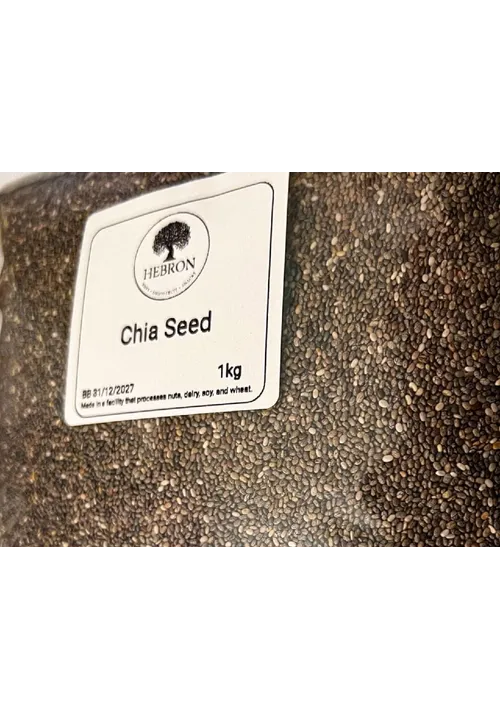 HEBRON
Chia Seed
1kg
BB 31/12/2027
Made in a facility that processes nuts, dairy, soy, and wheat.